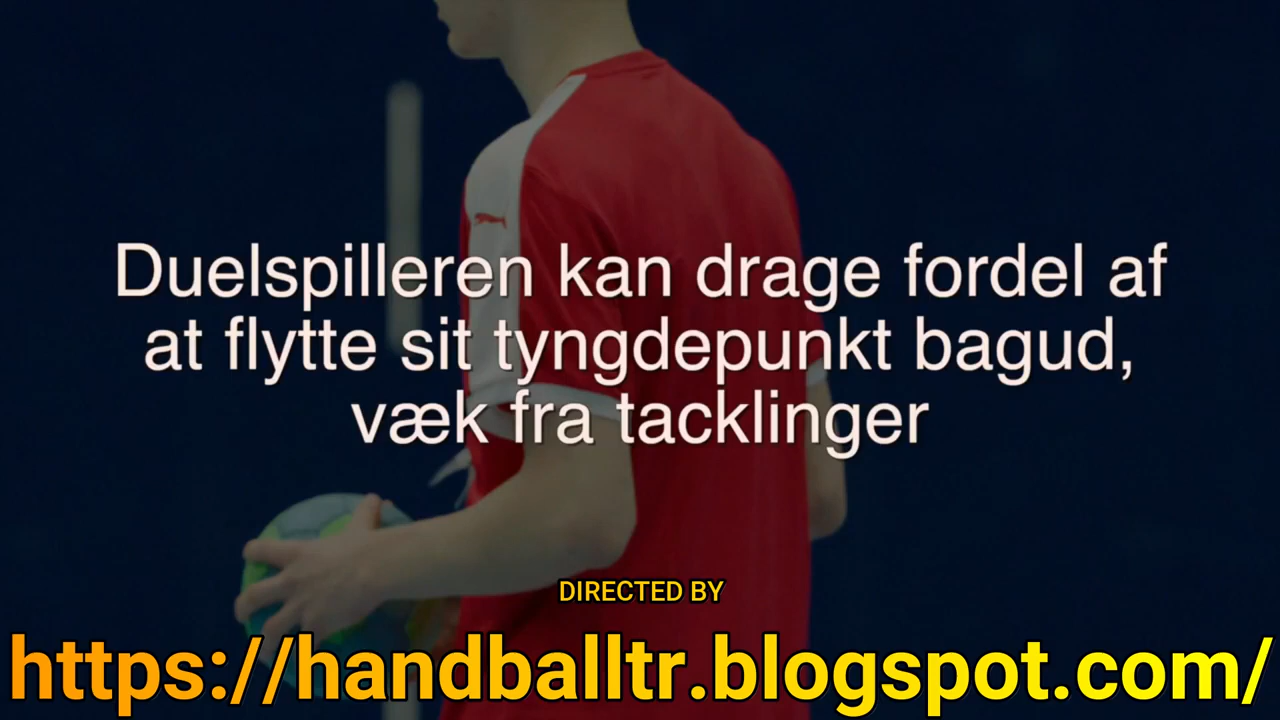 Duelspilleren kan drage fordel af
at flytte sit tyngdepunkt bagud,
væk fra tacklinger
DIRECTED BY
https://handballtr.blogspot.com/